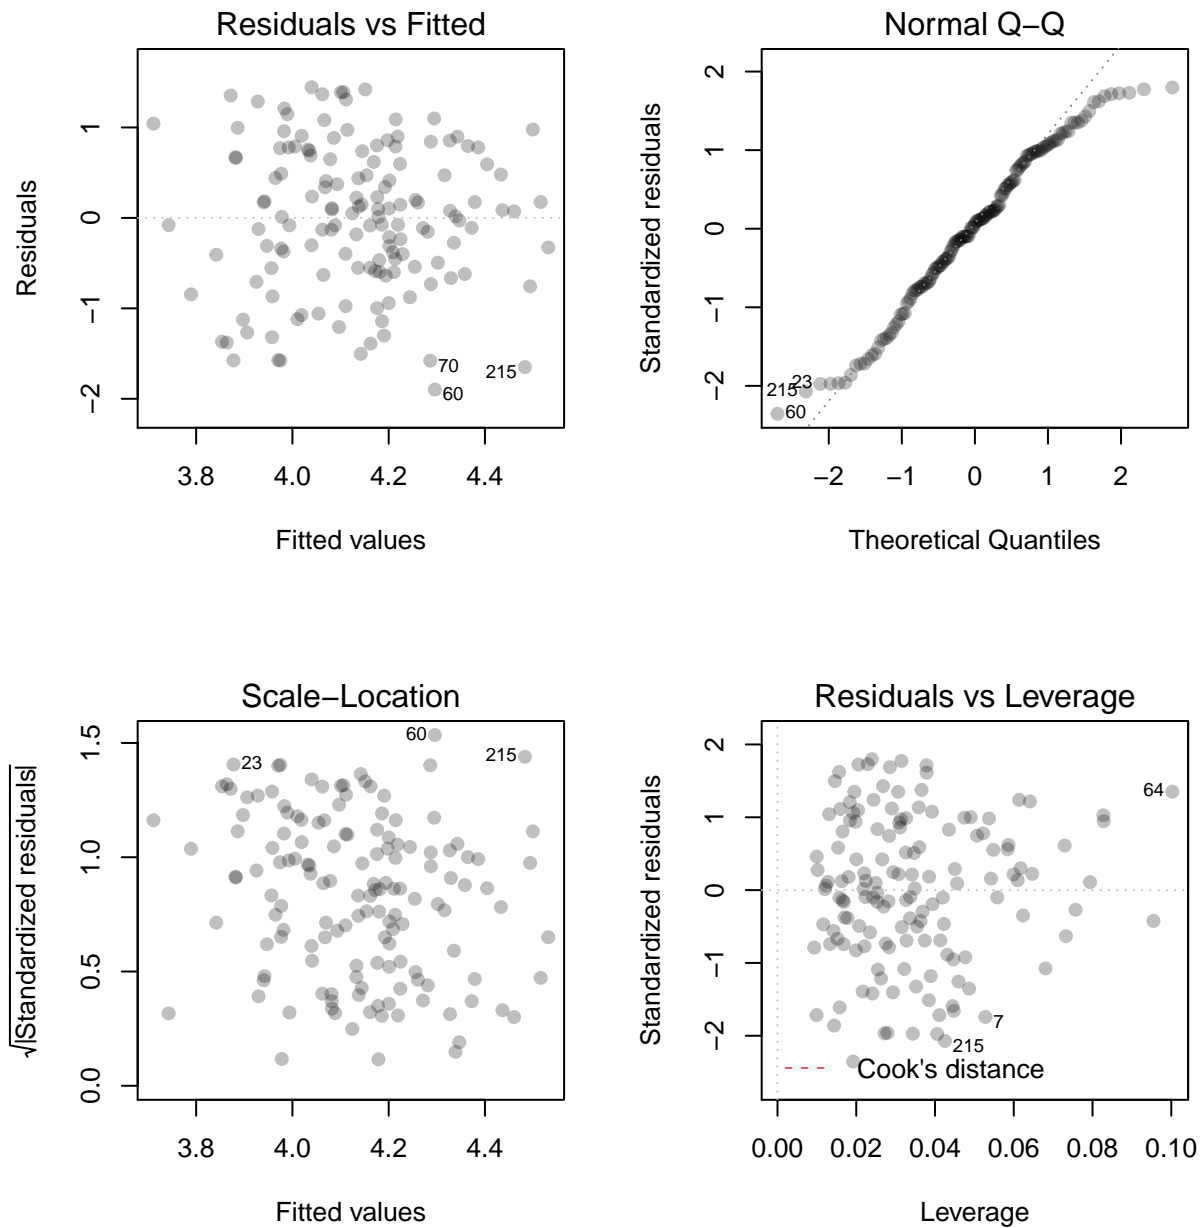 Residuals vs Fitted
Residuals
1
0
−1
−2
70
215
60
3.8 4.0 4.2 4.4
Fitted values
Normal Q−Q
Standardized residuals
2
1
0
−1
−2
23
215
60
−2 −1 0 1 2
Theoretical Quantiles
Scale−Location
√|Standardized residuals|
1.5
1.0
0.5
0.0
60
215
23
3.8 4.0 4.2 4.4
Fitted values
Residuals vs Leverage
Standardized residuals
2
1
0
−1
−2
64
7
215
Cook's distance
0.00 0.02 0.04 0.06 0.08 0.10
Leverage